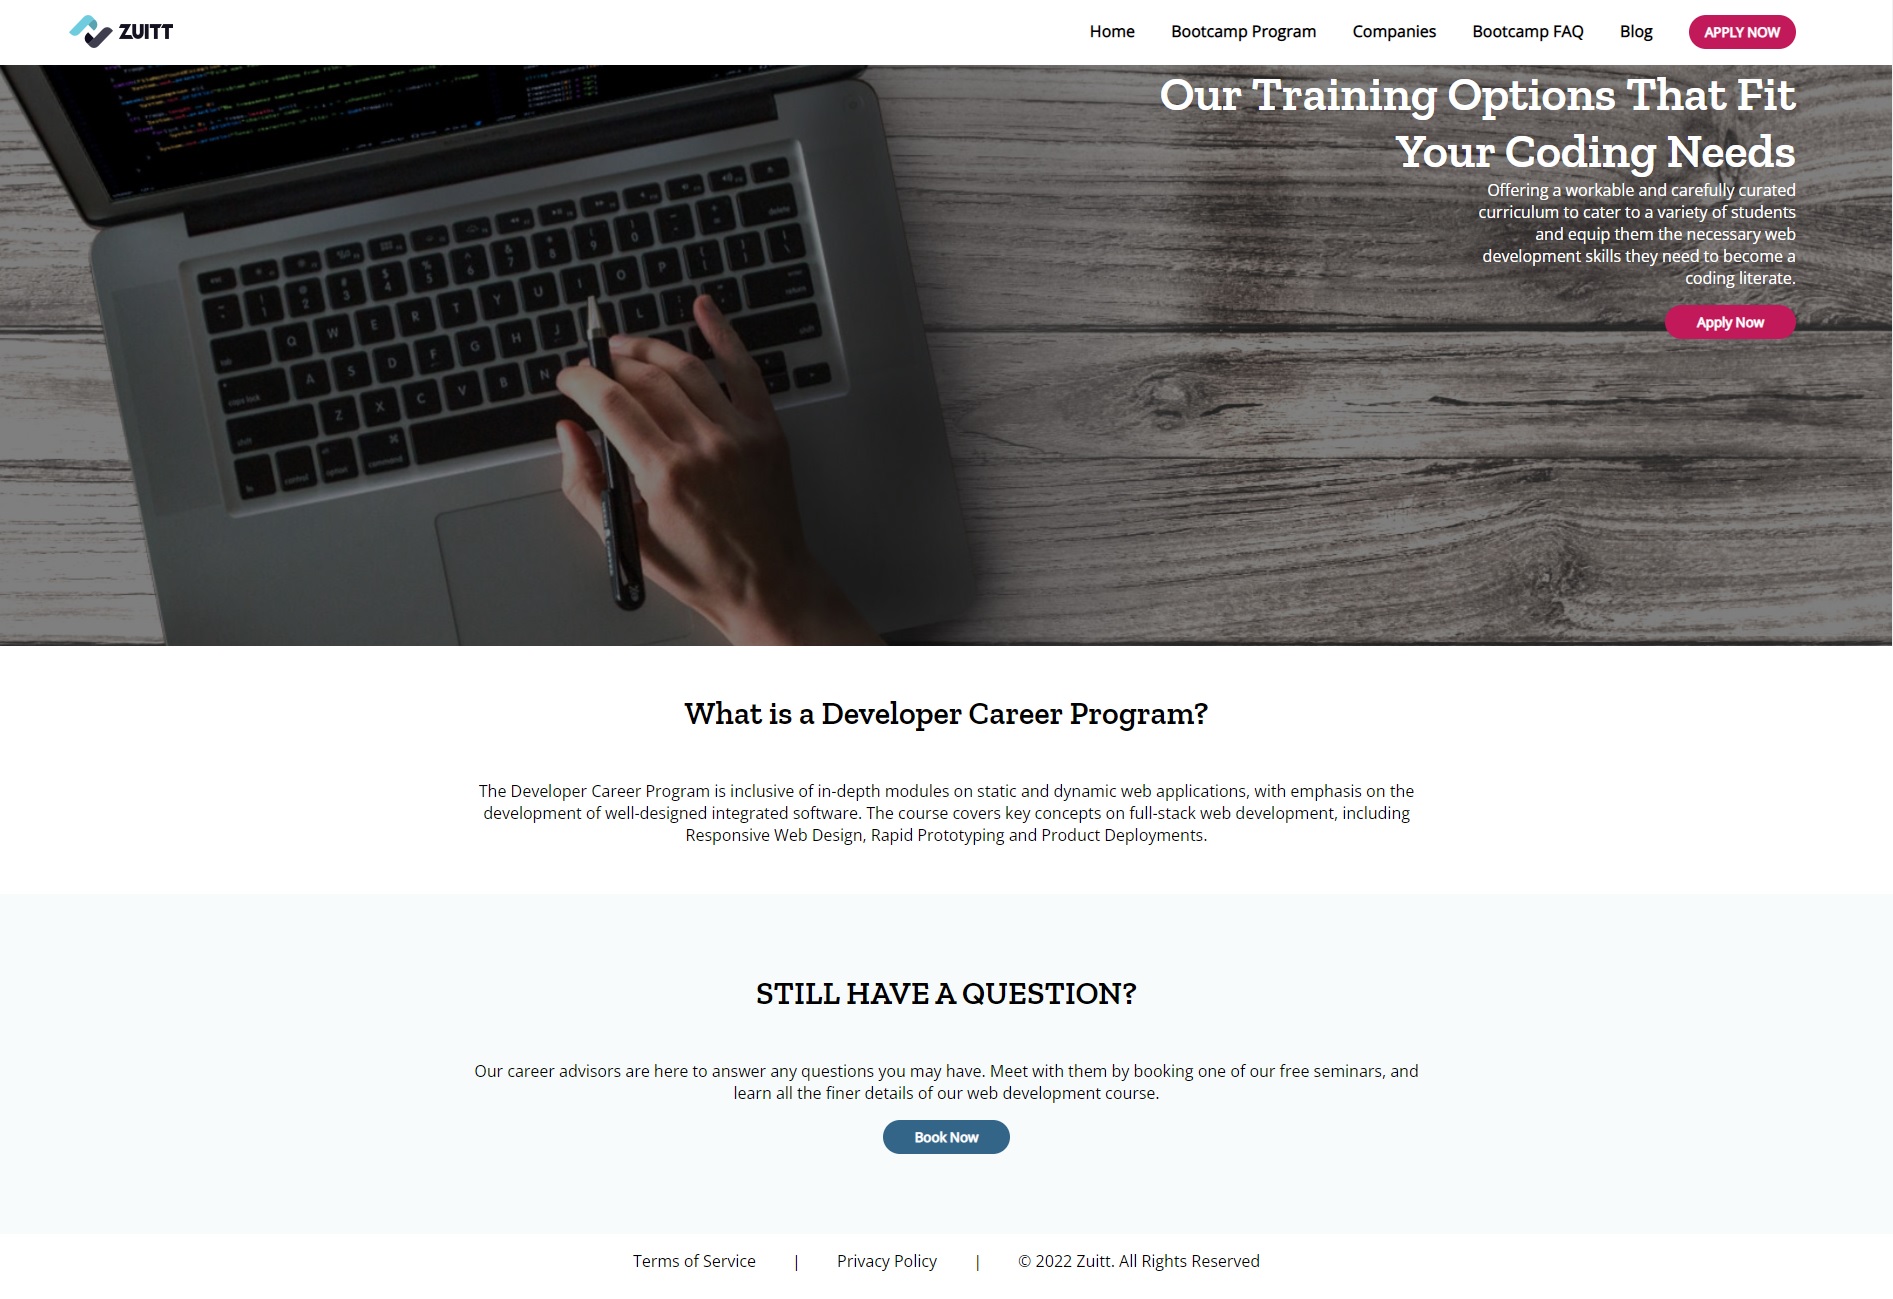 ZUITT
Home Bootcamp Program Companies Bootcamp FAQ Blog APPLY NOW
Our Training Options That Fit
Your Coding Needs
Offering a workable and carefully curated
curriculum to cater to a variety of students
and equip them the necessary web
development skills they need to become a
coding literate.
Apply Now
What is a Developer Career Program?
The Developer Career Program is inclusive of in-depth modules on static and dynamic web applications, with emphasis on the
development of well-designed integrated software. The course covers key concepts on full-stack web development, including
Responsive Web Design, Rapid Prototyping and Product Deployments.
STILL HAVE A QUESTION?
Our career advisors are here to answer any questions you may have. Meet with them by booking one of our free seminars, and
learn all the finer details of our web development course.
Book Now
Terms of Service | Privacy Policy | © 2022 Zuitt. All Rights Reserved